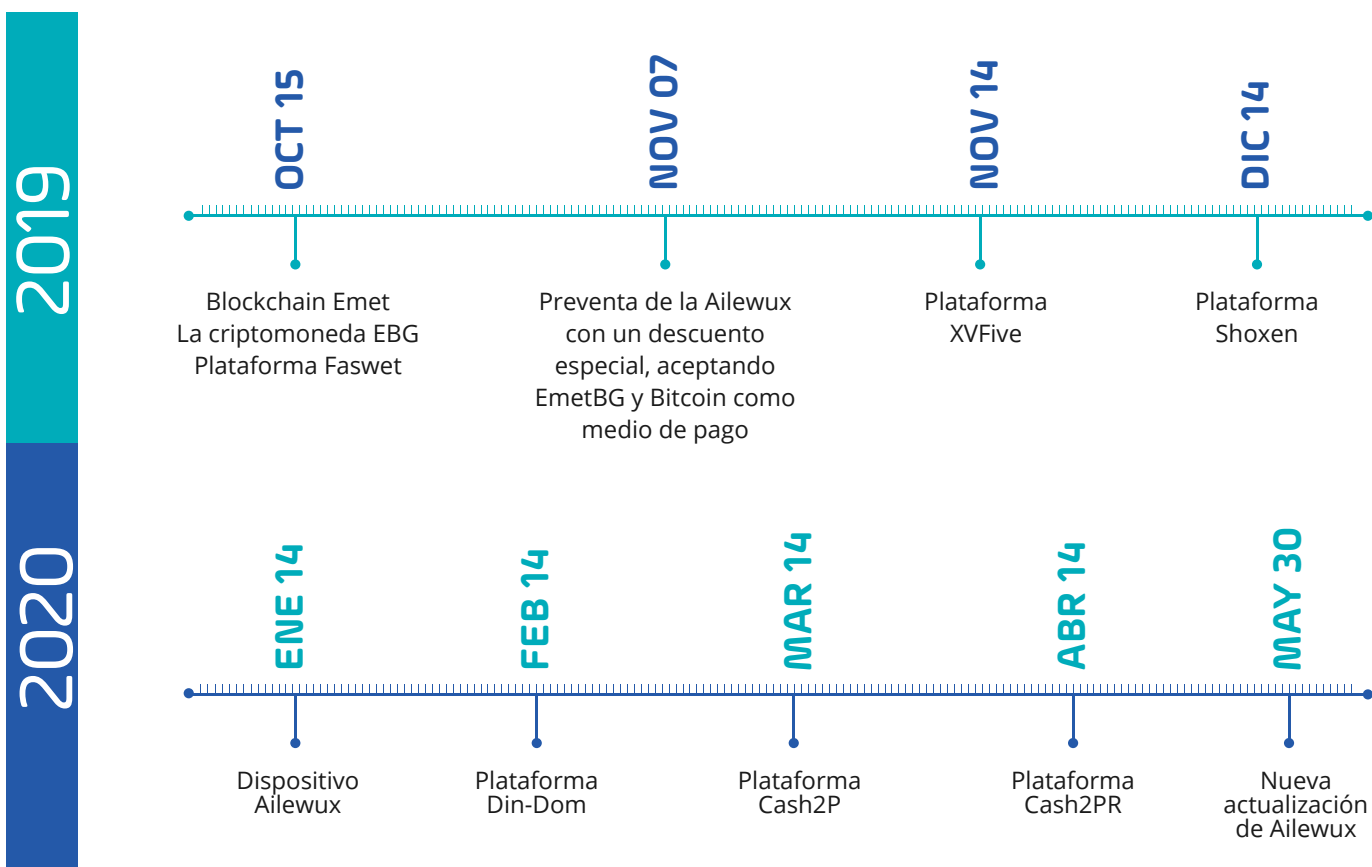 2019
OCT 15
NOV 07
NOV 14
DIC 14
Blockchain Emet
La criptomoneda EBG
Plataforma Faswet
Preventa de la Ailewux
con un descuento
especial, aceptando
EmetBG y Bitcoin como
medio de pago
Plataforma
XVFive
Plataforma
Shoxen
2020
ENE 14
FEB 14
MAR 14
ABR 14
MAY 30
Dispositivo
Ailewux
Plataforma
Din-Dom
Plataforma
Cash2P
Plataforma
Cash2PR
Nueva
actualización
de Ailewux